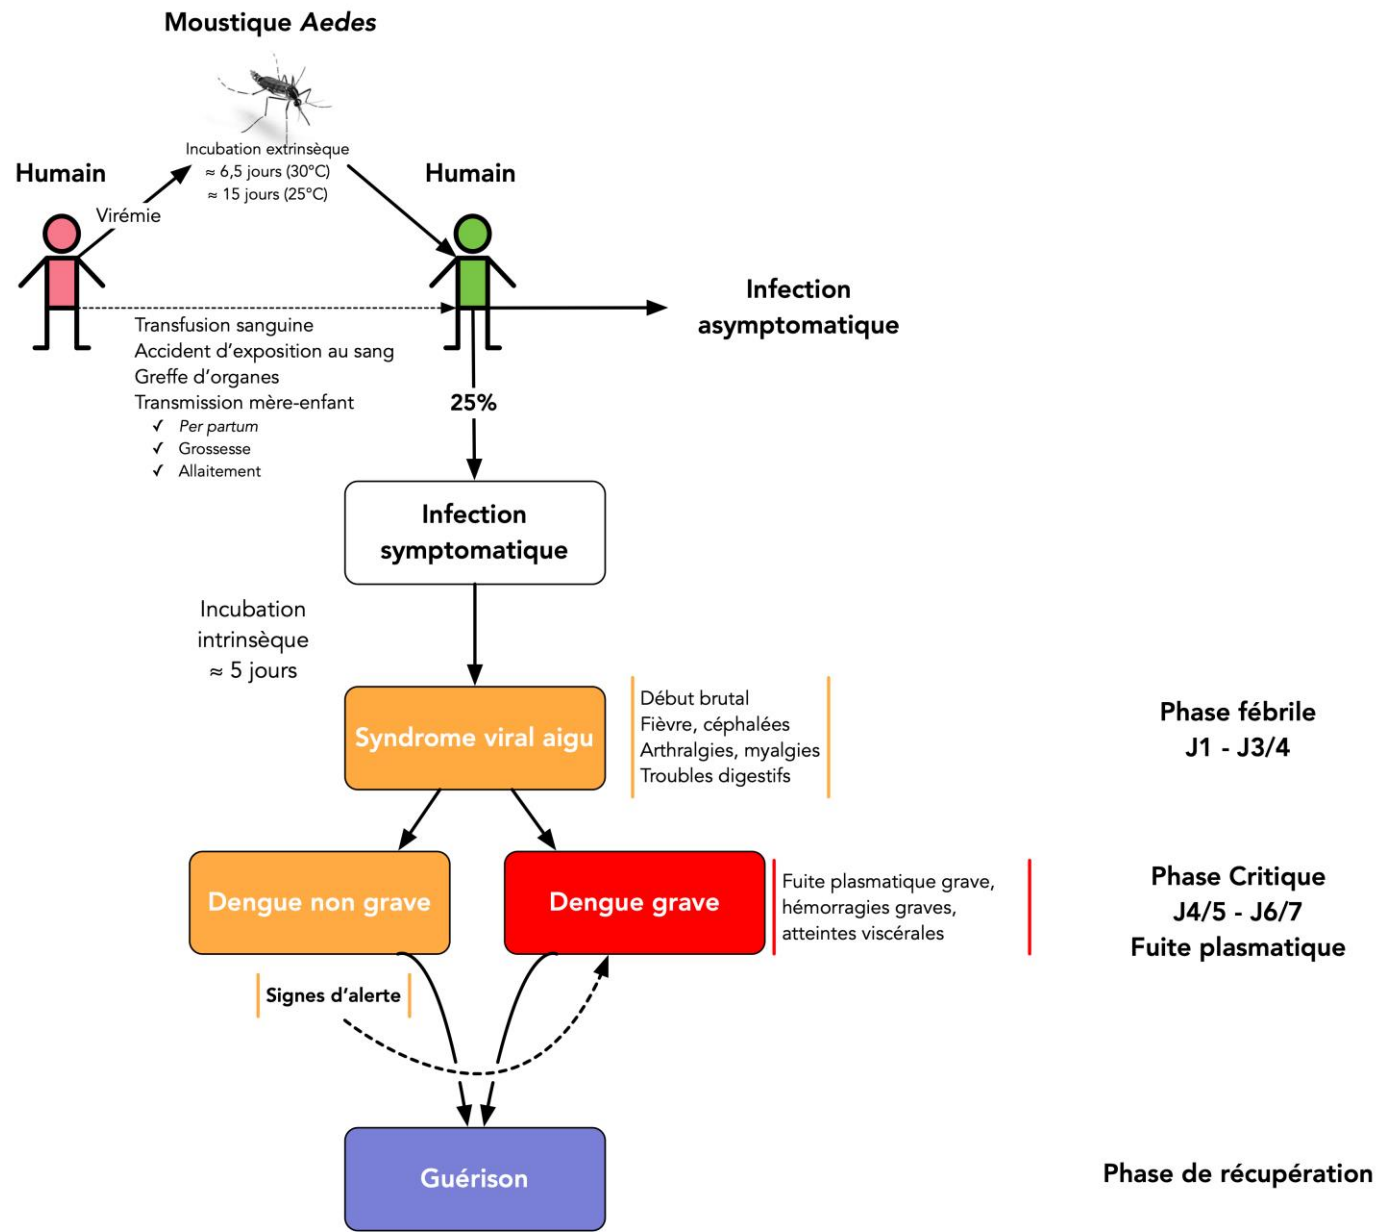 Moustique Aedes
Incubation extrinsèque
≈ 6,5 jours (30°C)
≈ 15 jours (25°C)
Humain
Humain
Virémie
Infection
asymptomatique
Transfusion sanguine
Accident d'exposition au sang
Greffe d'organes
Transmission mère-enfant
✓ Per partum
✓ Grossesse
✓ Allaitement
25%
Infection
symptomatique
Incubation
intrinsèque
≈ 5 jours
Syndrome viral aigu
Début brutal
Fièvre, céphalées
Arthralgies, myalgies
Troubles digestifs
Phase fébrile
J1 - J3/4
Dengue non grave
Dengue grave
Fuite plasmatique grave,
hémorragies graves,
atteintes viscérales
Phase Critique
J4/5 - J6/7
Fuite plasmatique
Signes d'alerte
Guérison
Phase de récupération